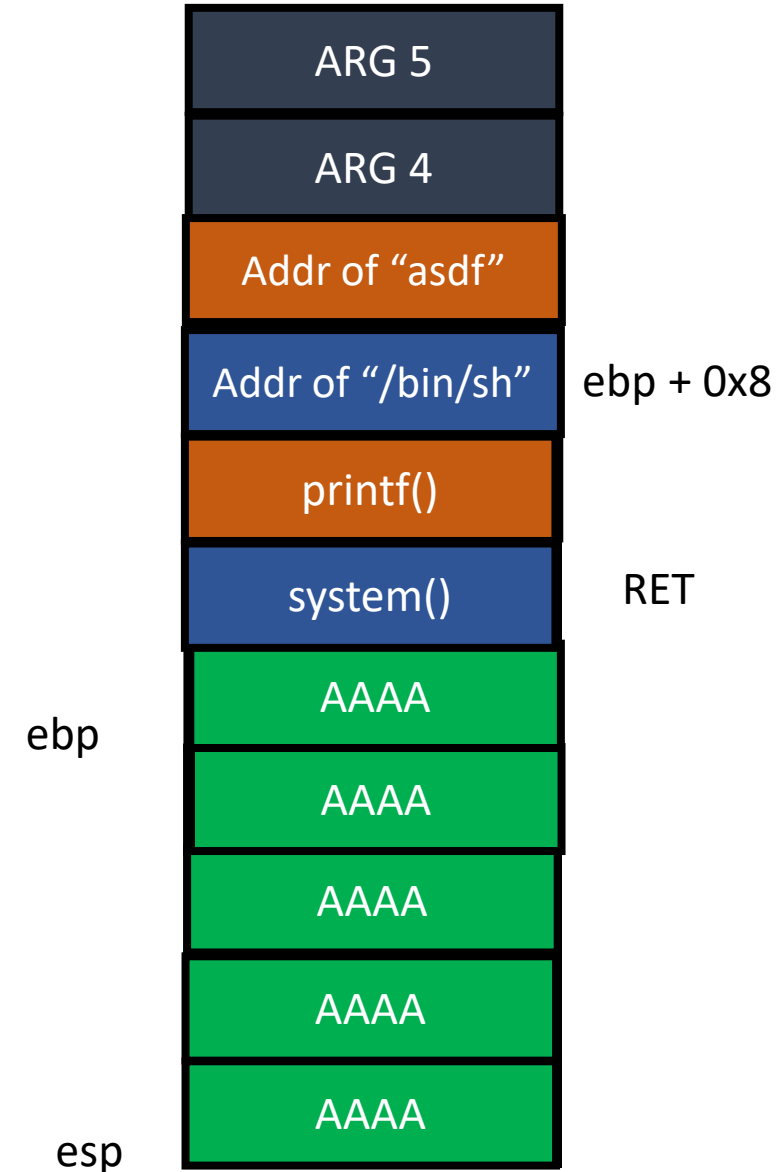 ARG 5
ARG 4
Addr of “asdf”
Addr of “/bin/sh”
ebp + 0x8
printf()
system()
RET
AAAA
ebp
AAAA
AAAA
AAAA
AAAA
esp